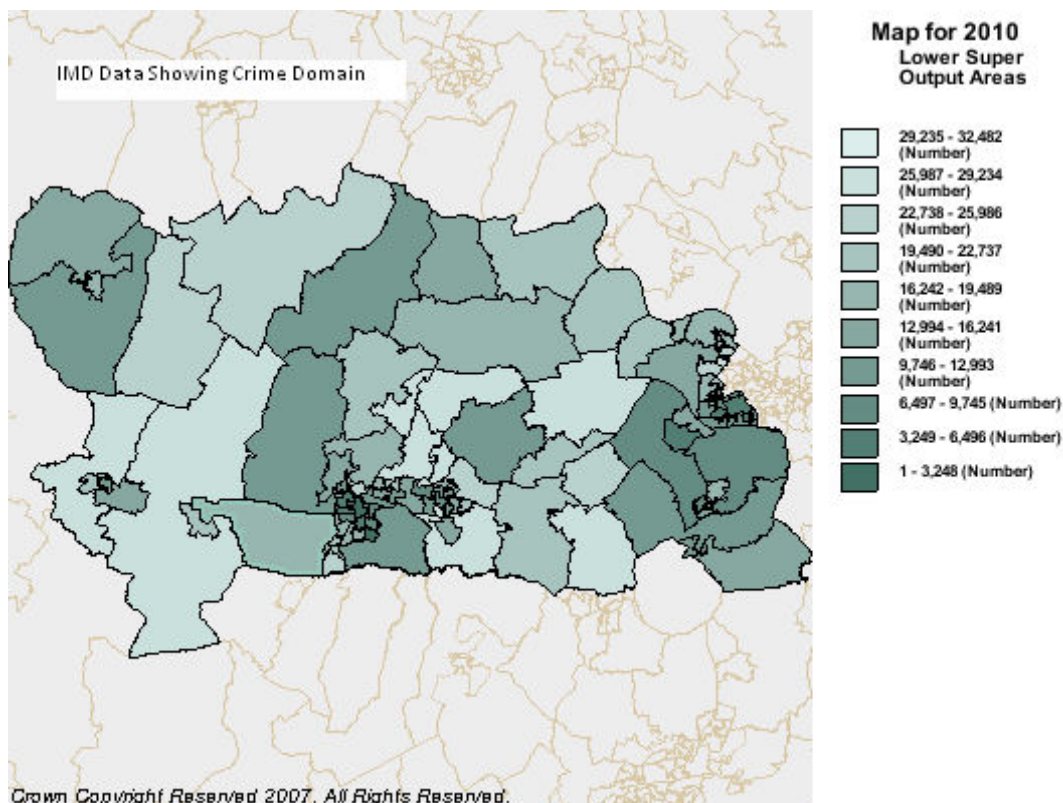 IMD Data Showing Crime Domain
Map for 2010
Lower Super
Output Areas
29,235 - 32,482
(Number)
25,987 - 29,234
(Number)
22,738 - 25,986
(Number)
19,490 - 22,737
(Number)
16,242 - 19,489
(Number)
12,994 - 16,241
(Number)
9,746 - 12,993
(Number)
6,497 - 9,745 (Number)
3,249 - 6,496 (Number)
1 - 3,248 (Number)
Crown Copyright Reserved 2007. All Rights Reserved.